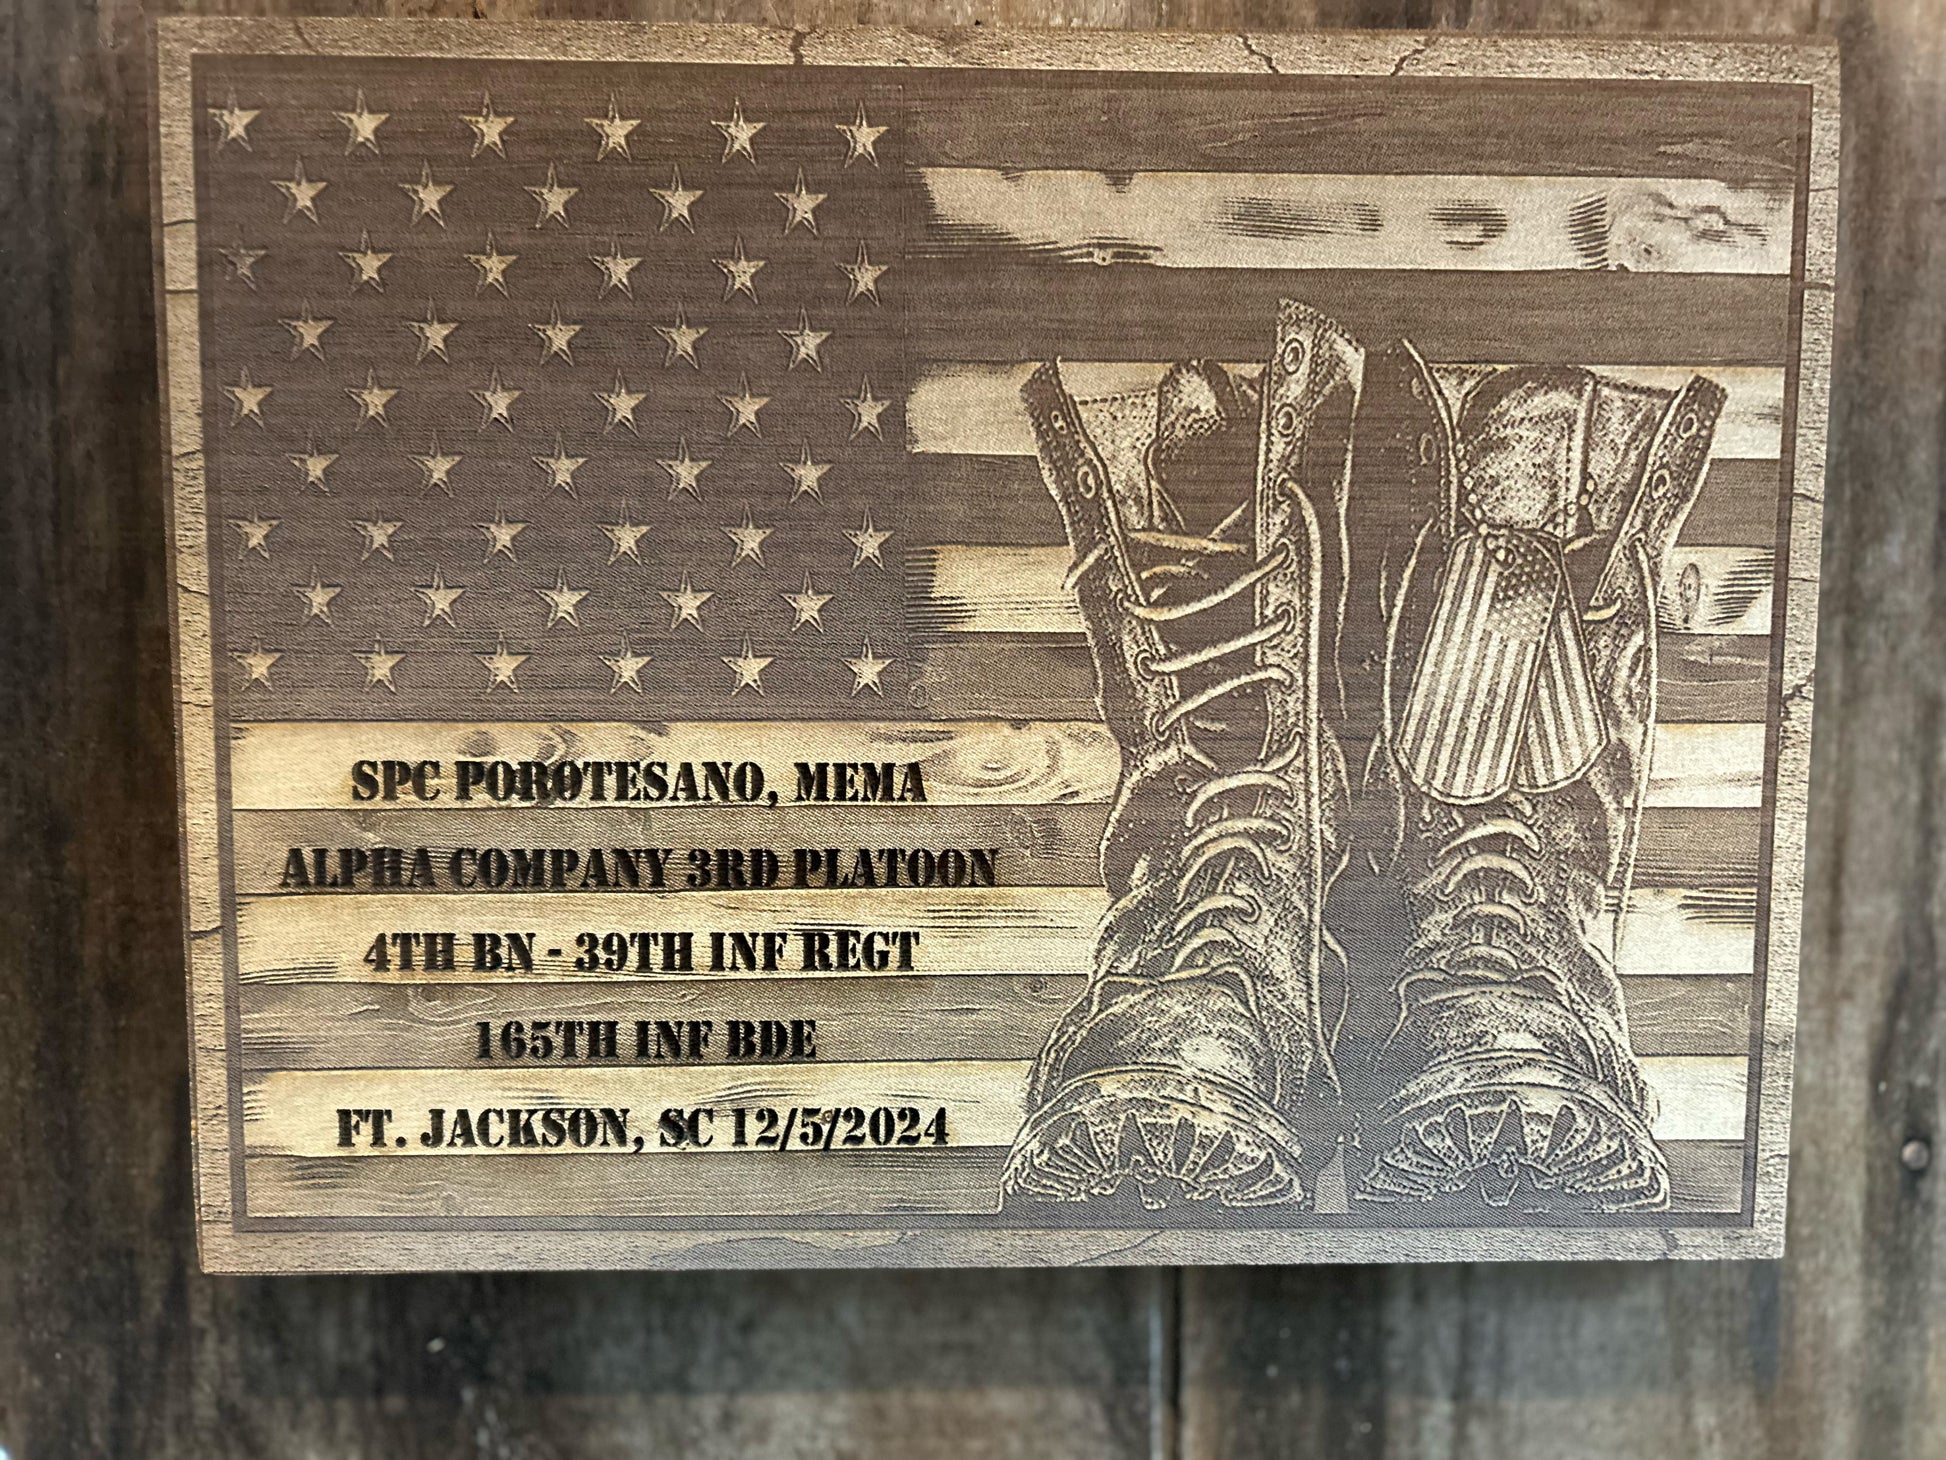 SPC POROTESANO, MEMA
ALPHA COMPANY 3RD PLATOON
4TH BN - 39TH INF REGT
165TH INF BDE
FT. JACKSON, SC 12/5/2024